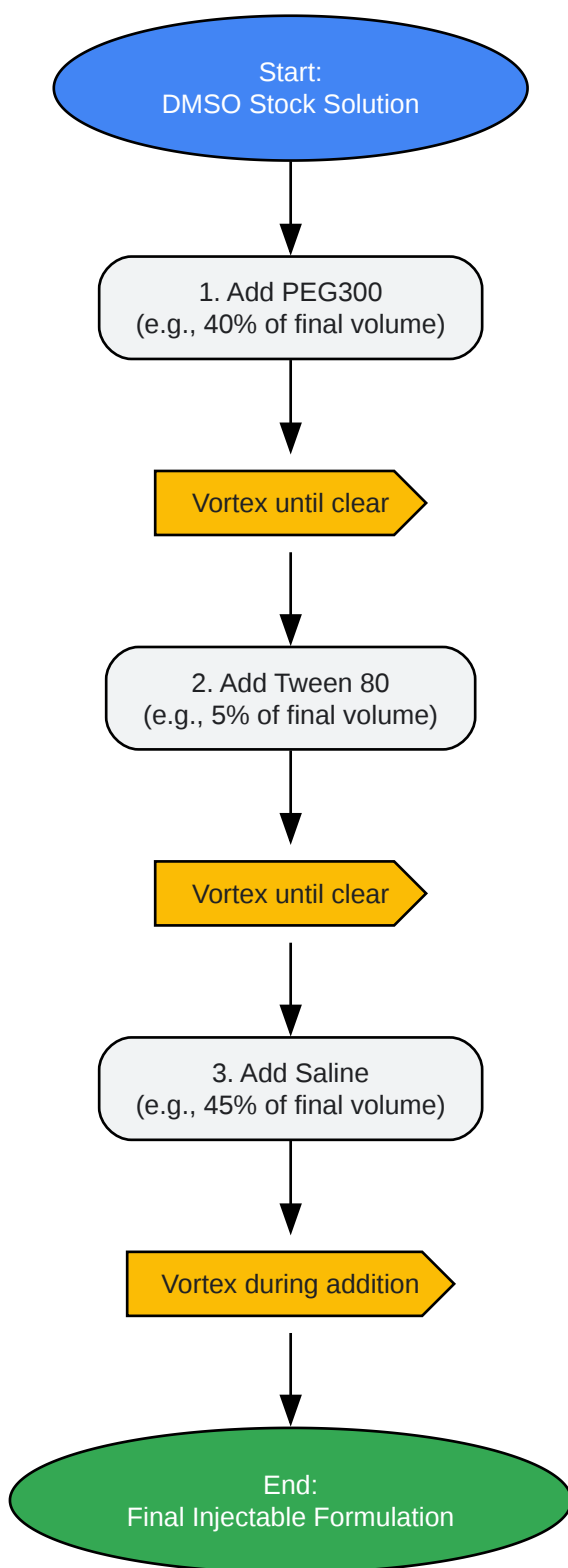 Start:
DMSO Stock Solution
1. Add PEG300
(e.g., 40% of final volume)
Vortex until clear
2. Add Tween 80
(e.g., 5% of final volume)
Vortex until clear
3. Add Saline
(e.g., 45% of final volume)
Vortex during addition
End:
Final Injectable Formulation